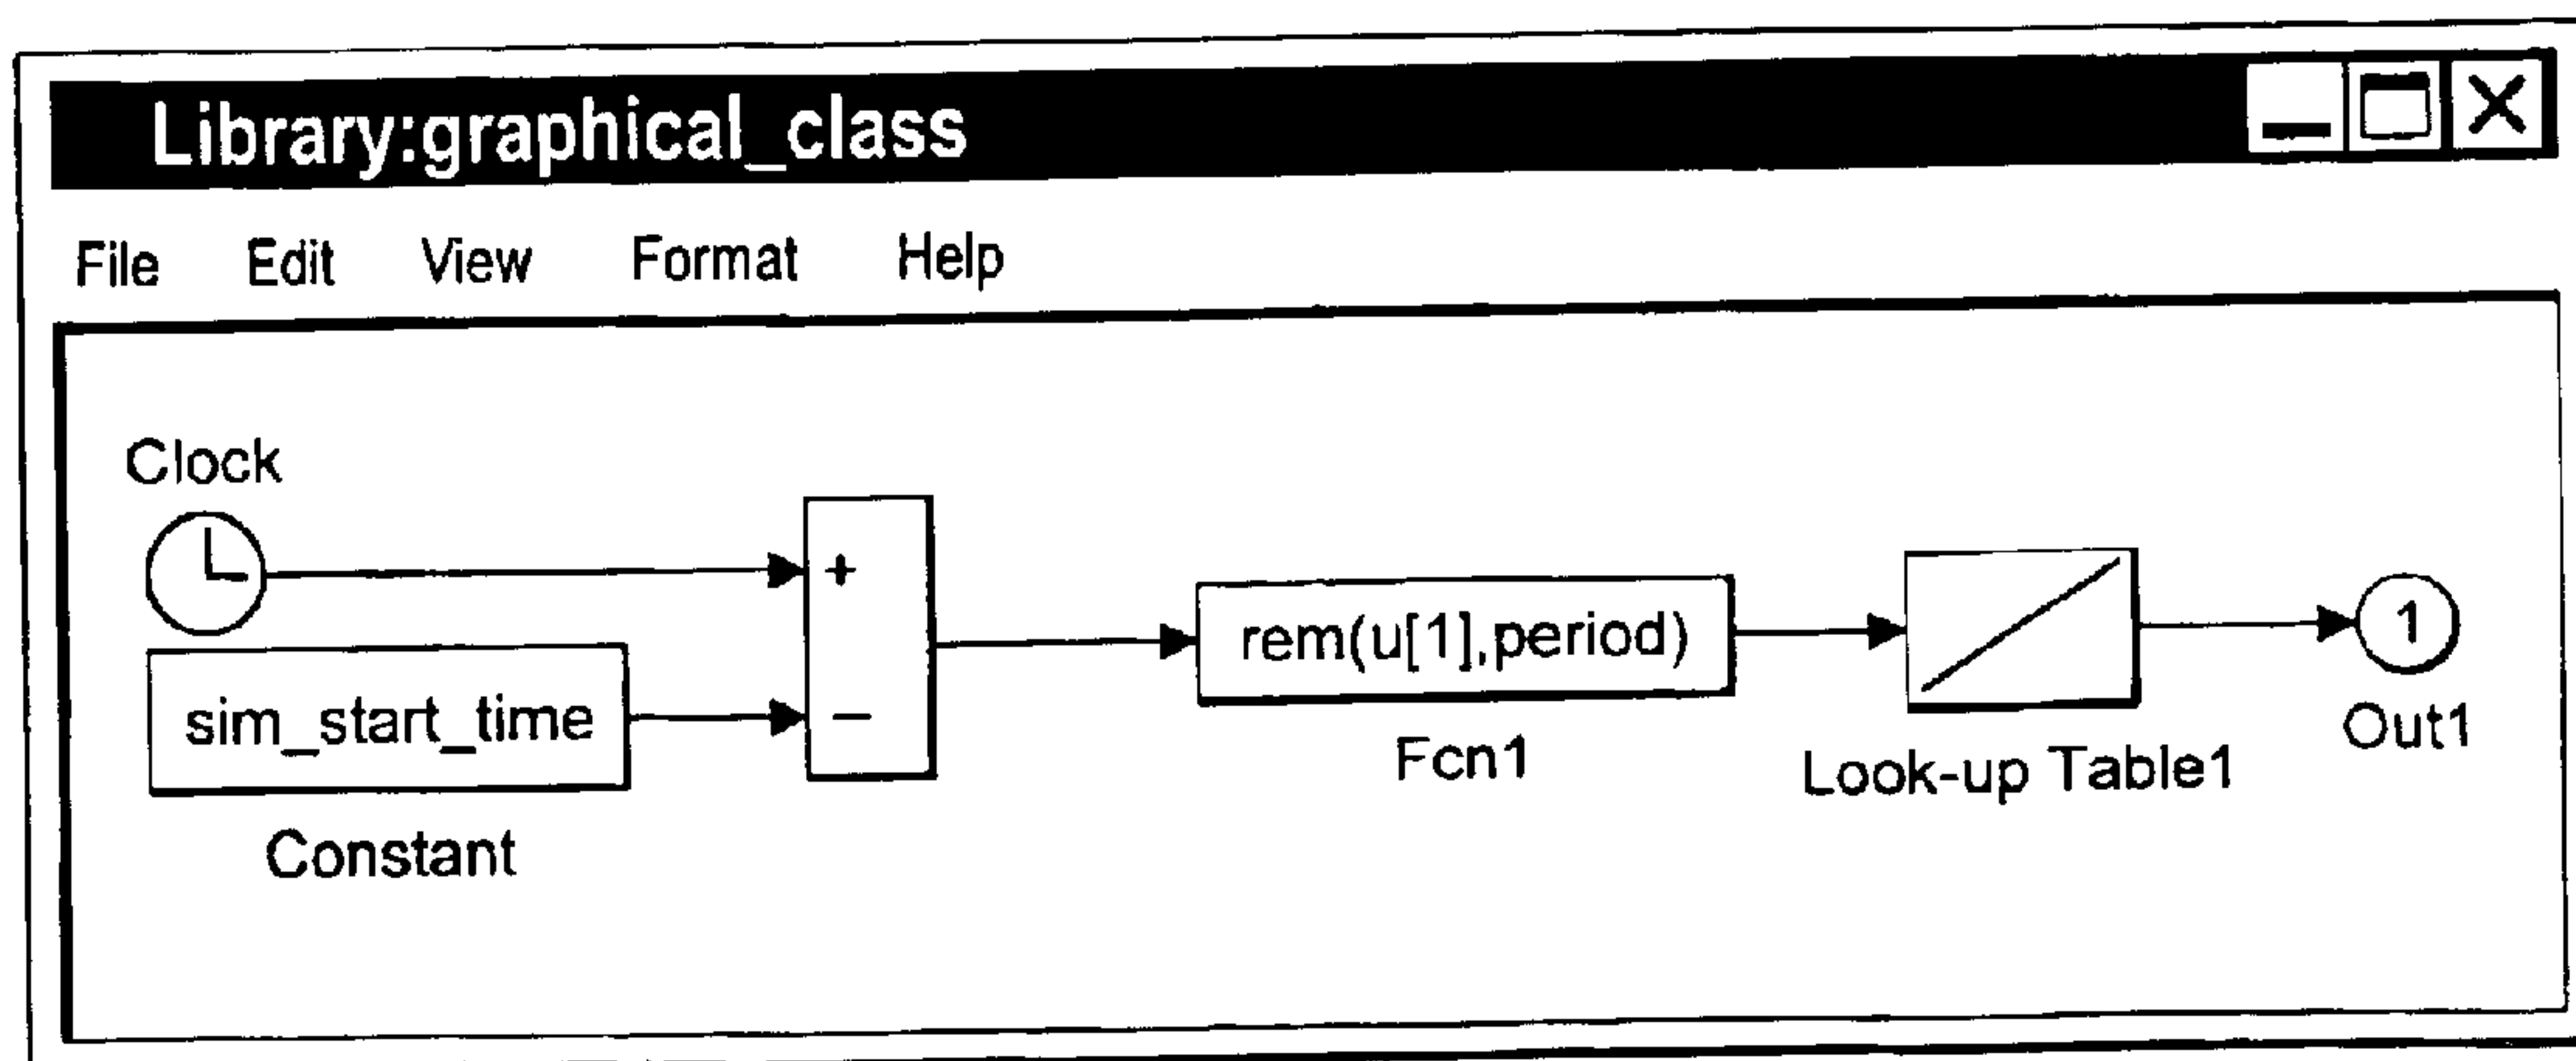 Library:graphical_class
File Edit View Format Help
Clock
+
sim_start_time
−
Constant
rem(u[1],period)
Fcn1
Look-up Table1
1
Out1